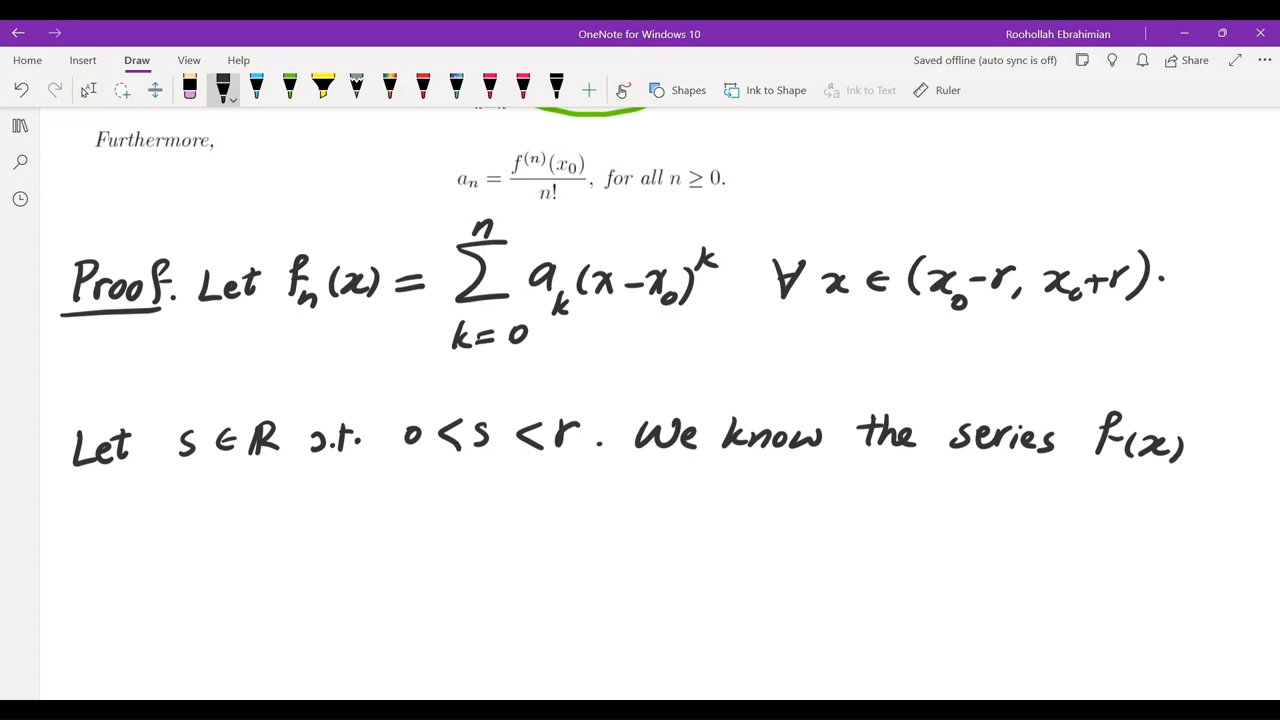 OneNote for Windows 10
Roohollah Ebrahimian
Home Insert Draw View Help
Saved offline (auto sync is off)
Share
Shapes
Ink to Shape
Ink to Text
Ruler
Furthermore,
aₙ = f⁽ⁿ⁾(x₀)/n!, for all n ≥ 0.
Proof. Let fₙ(x) = ∑ₖ₌₀ⁿ aₖ(x−x₀)ᵏ ∀ x ∈ (x₀−r, x₀+r).
Let s ∈ ℝ s.t. 0 < s < r. We know the series f(x)